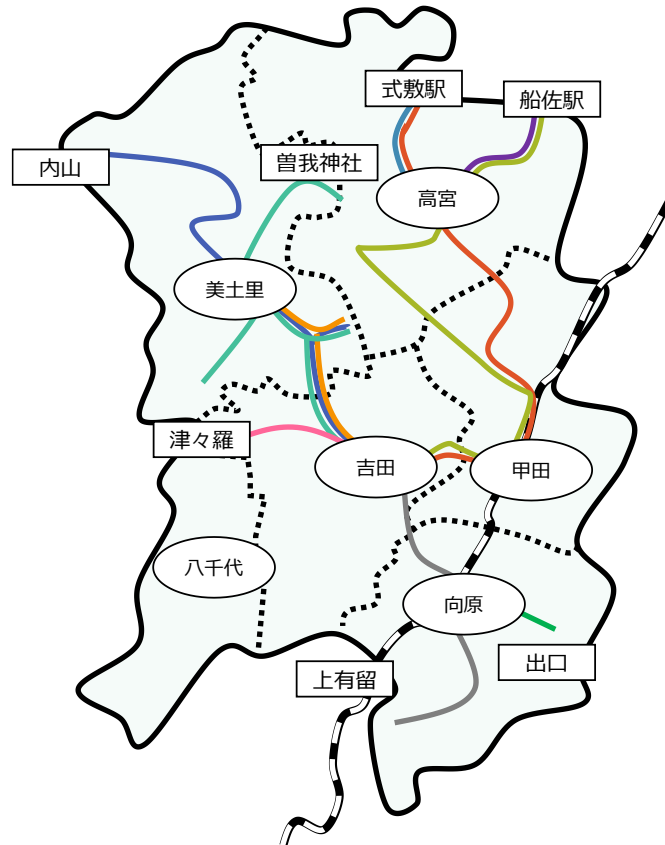 式敷駅
船佐駅
内山
曽我神社
高宮
美土里
津々羅
吉田
甲田
八千代
向原
出口
上有留